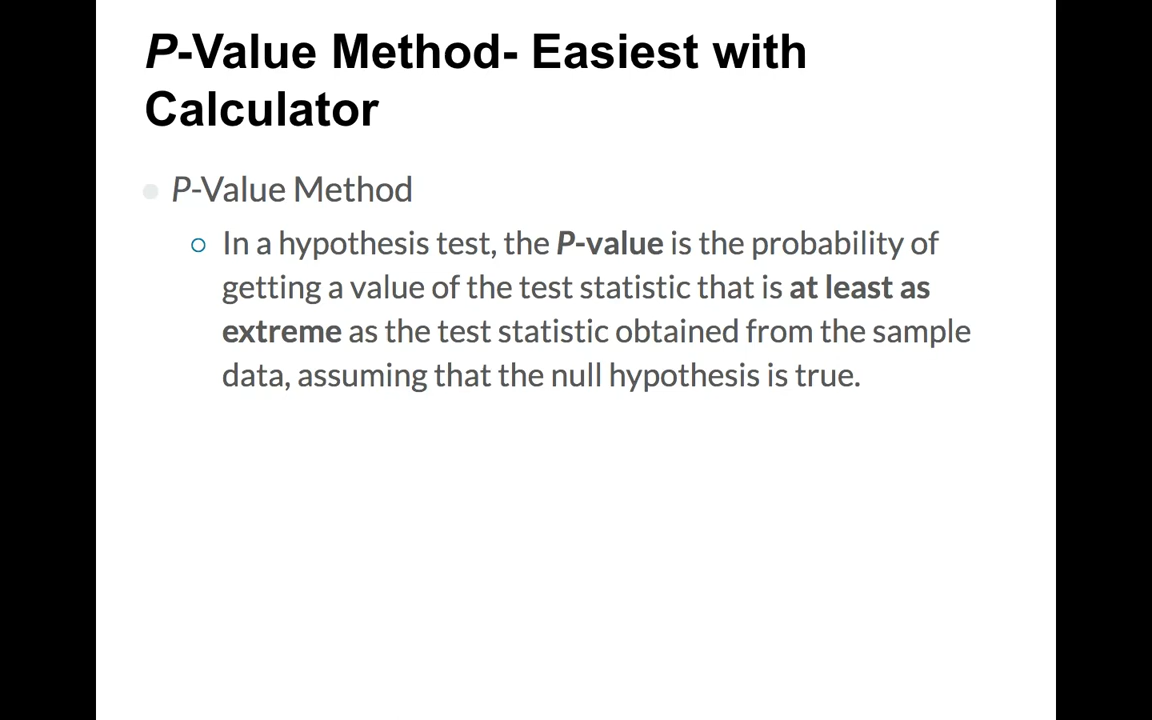 P-Value Method- Easiest with
Calculator
P-Value Method
In a hypothesis test, the P-value is the probability of
getting a value of the test statistic that is at least as
extreme as the test statistic obtained from the sample
data, assuming that the null hypothesis is true.